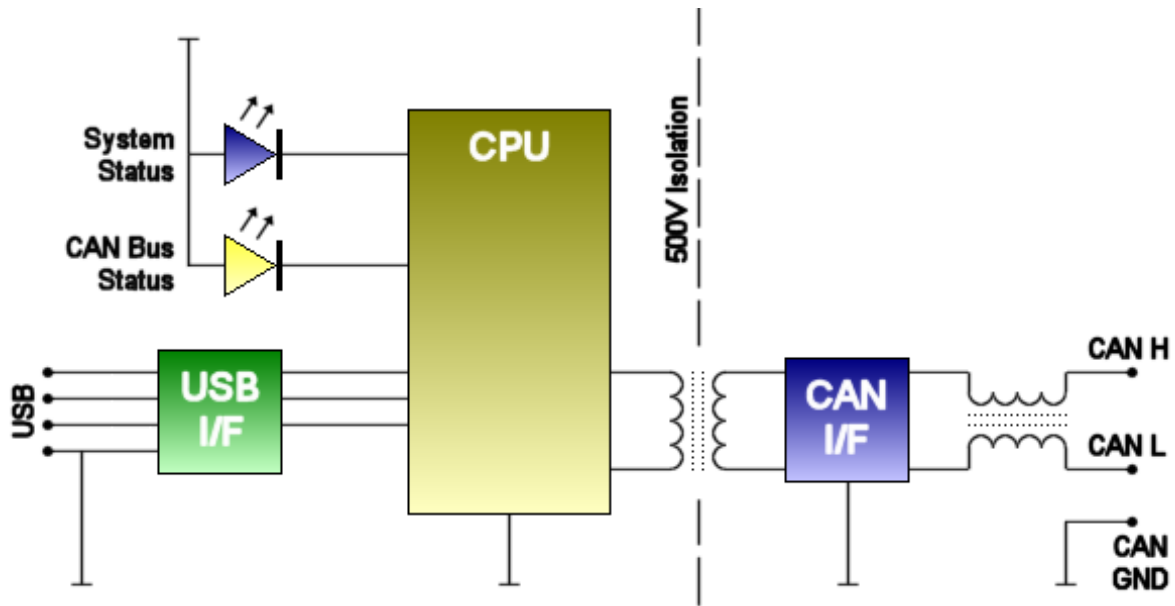 System
Status
CPU
500V Isolation
CAN Bus
Status
USB
USB
I/F
CAN
I/F
CAN H
CAN L
CAN
GND